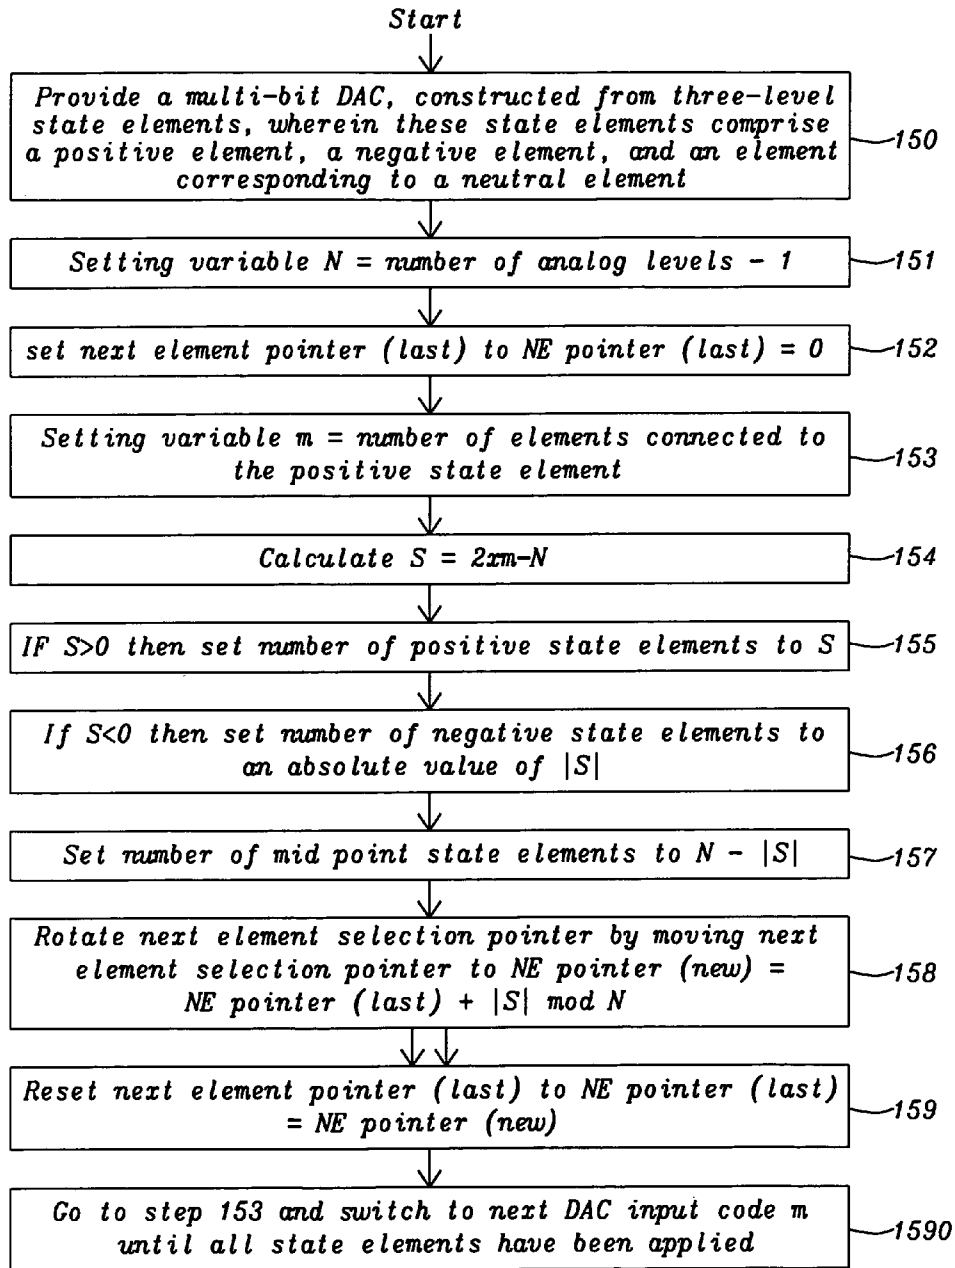 Start
Provide a multi-bit DAC, constructed from three-level
state elements, wherein these state elements comprise
a positive element, a negative element, and an element
corresponding to a neutral element
150
Setting variable N = number of analog levels - 1
151
set next element pointer (last) to NE pointer (last) = 0
152
Setting variable m = number of elements connected to
the positive state element
153
Calculate S = 2xm-N
154
IF S>0 then set number of positive state elements to S
155
If S<0 then set number of negative state elements to
an absolute value of |S|
156
Set number of mid point state elements to N - |S|
157
Rotate next element selection pointer by moving next
element selection pointer to NE pointer (new) =
NE pointer (last) + |S| mod N
158
Reset next element pointer (last) to NE pointer (last)
= NE pointer (new)
159
Go to step 153 and switch to next DAC input code m
until all state elements have been applied
1590